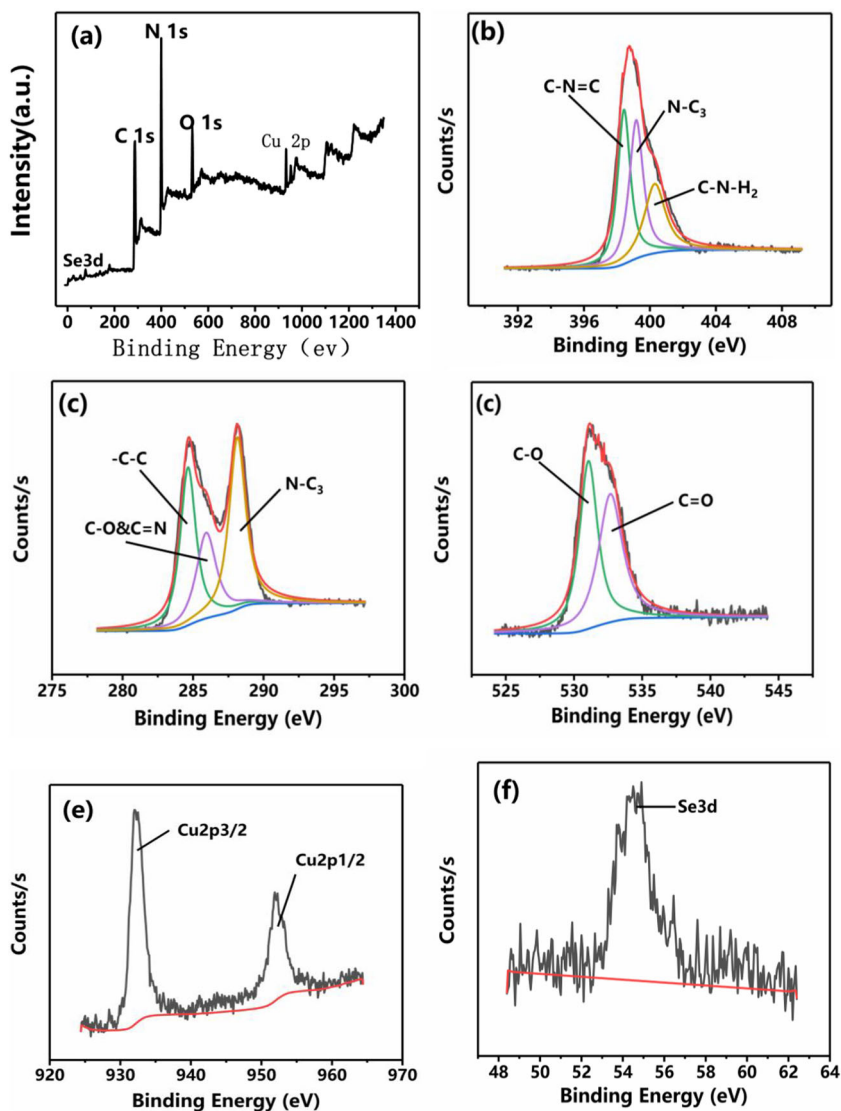 (a)
N 1s
C 1s
O 1s
Cu 2p
Se3d
Intensity(a.u.)
0 200 400 600 800 1000 1200 1400
Binding Energy (ev)
(b)
C-N=C
N-C3
C-N-H2
Counts/s
392 396 400 404 408
Binding Energy (eV)
(c)
-C-C
C-O&C=N
N-C3
Counts/s
275 280 285 290 295 300
Binding Energy (eV)
(c)
C-O
C=O
Counts/s
525 530 535 540 545
Binding Energy (eV)
(e)
Cu2p3/2
Cu2p1/2
Counts/s
920 930 940 950 960 970
Binding Energy (eV)
(f)
Se3d
Counts/s
48 50 52 54 56 58 60 62 64
Binding Energy (eV)